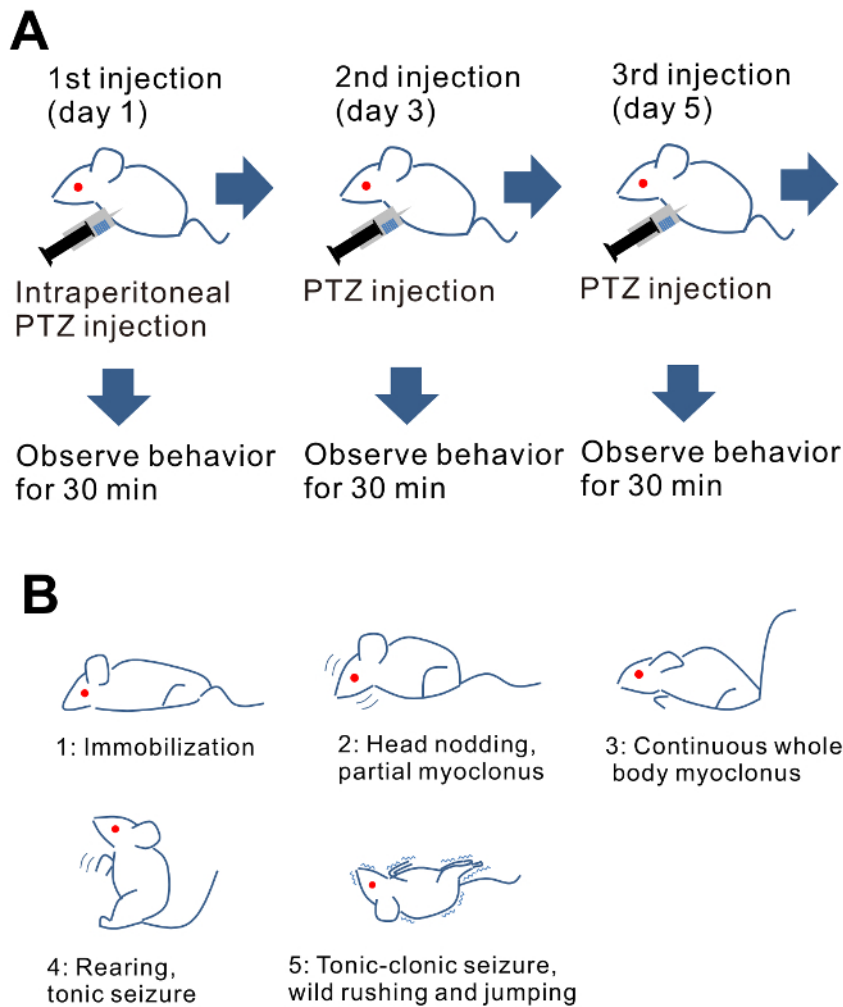 A
1st injection
(day 1)
2nd injection
(day 3)
3rd injection
(day 5)
Intraperitoneal
PTZ injection
PTZ injection
PTZ injection
Observe behavior
for 30 min
Observe behavior
for 30 min
Observe behavior
for 30 min
B
1: Immobilization
2: Head nodding,
partial myoclonus
3: Continuous whole
body myoclonus
4: Rearing,
tonic seizure
5: Tonic-clonic seizure,
wild rushing and jumping